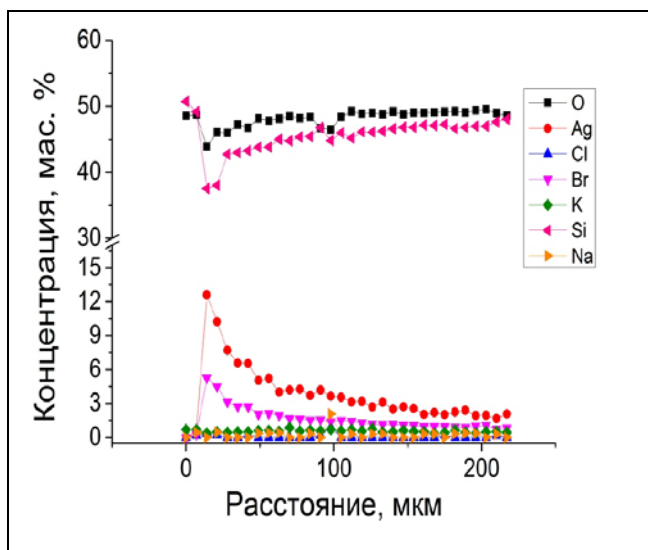 Концентрация, мас. %
60
50
40
30
15
12
9
6
3
0
0
100
200
Расстояние, мкм
O
Ag
Cl
Br
K
Si
Na